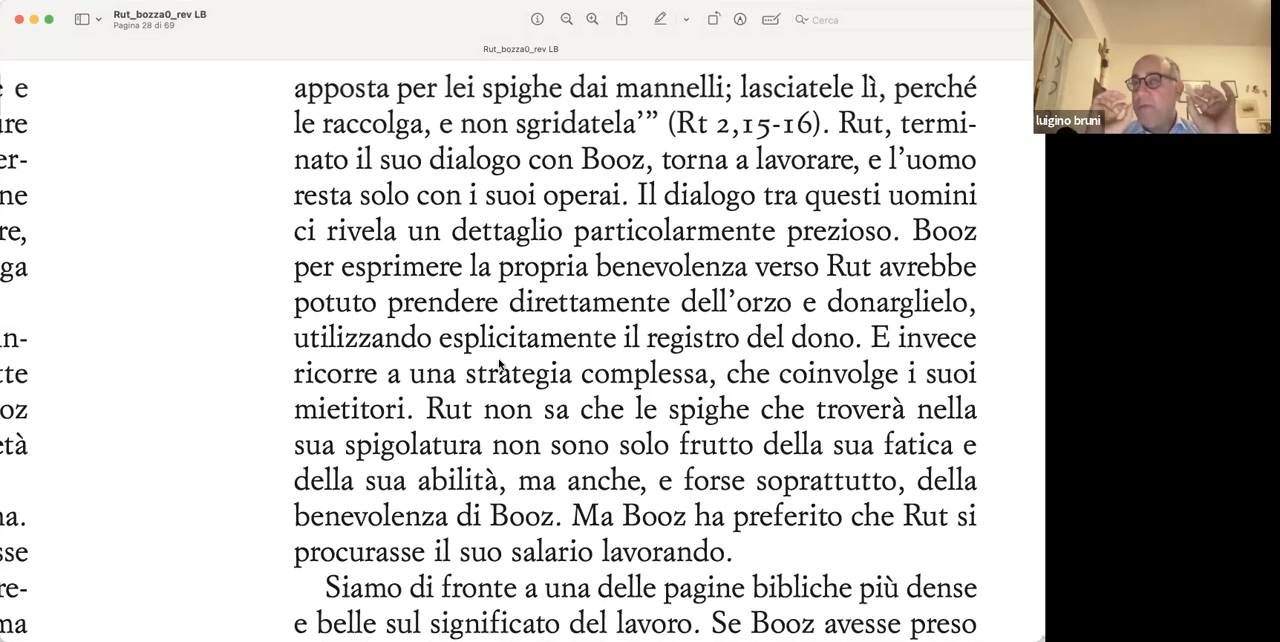 Rut_bozza0_rev LB
Pagina 28 di 69
Cerca
Rut_bozza0_rev LB
luigino bruni
apposta per lei spighe dai mannelli; lasciatele lì, perché
le raccolga, e non sgridatela’” (Rt 2,15-16). Rut, termi-
nato il suo dialogo con Booz, torna a lavorare, e l’uomo
resta solo con i suoi operai. Il dialogo tra questi uomini
ci rivela un dettaglio particolarmente prezioso. Booz
per esprimere la propria benevolenza verso Rut avrebbe
potuto prendere direttamente dell’orzo e donarglielo,
utilizzando esplicitamente il registro del dono. E invece
ricorre a una strategia complessa, che coinvolge i suoi
mietitori. Rut non sa che le spighe che troverà nella
sua spigolatura non sono solo frutto della sua fatica e
della sua abilità, ma anche, e forse soprattutto, della
benevolenza di Booz. Ma Booz ha preferito che Rut si
procurasse il suo salario lavorando.
Siamo di fronte a una delle pagine bibliche più dense
e belle sul significato del lavoro. Se Booz avesse preso